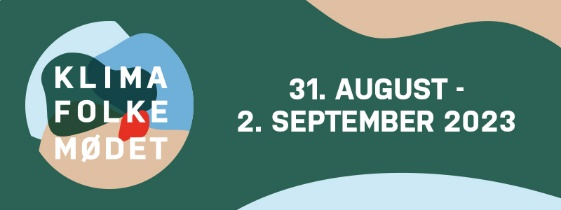 KLIMA
FOLKE
MØDET
31. AUGUST -
2. SEPTEMBER 2023